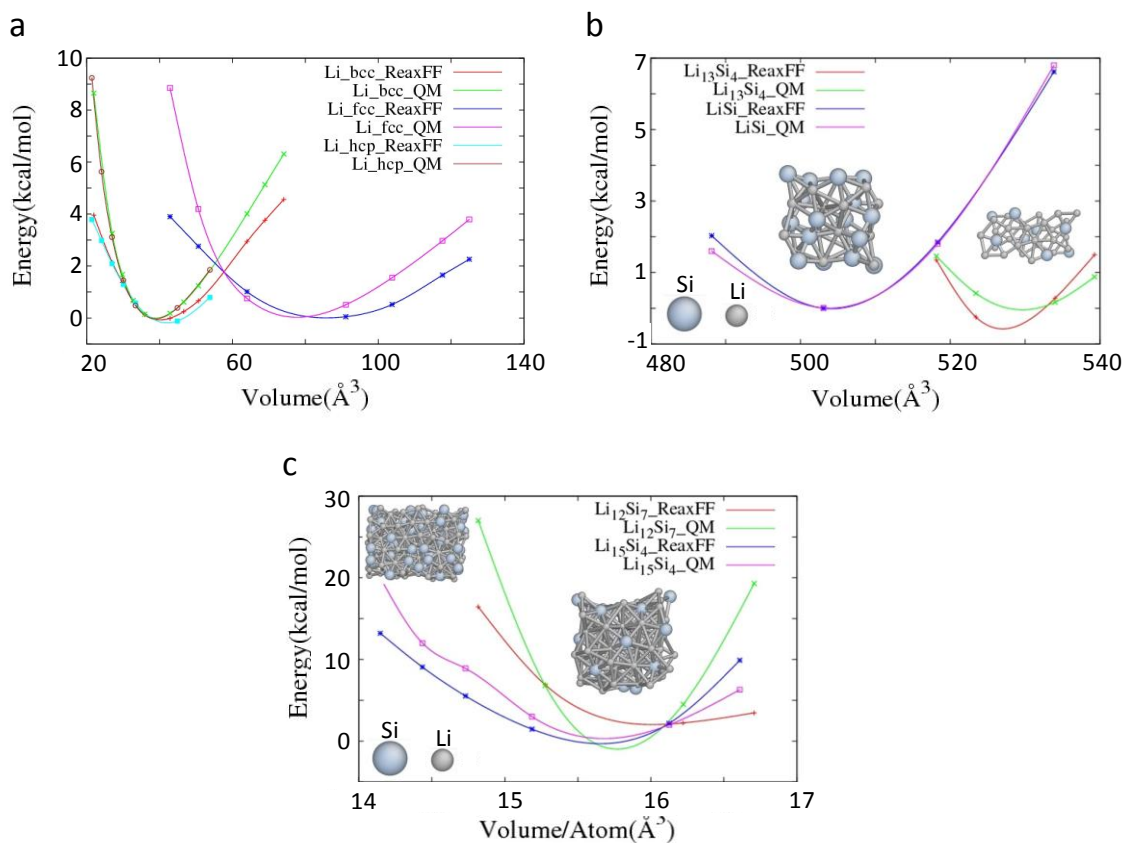 a
Energy(kcal/mol)
10
8
6
4
2
0
20
60
100
140
Volume(Å³)
Li_bcc_ReaxFF
Li_bcc_QM
Li_fcc_ReaxFF
Li_fcc_QM
Li_hcp_ReaxFF
Li_hcp_QM
b
Energy(kcal/mol)
7
5
3
1
-1
480
500
520
540
Volume(Å³)
Li₁₃Si₄_ReaxFF
Li₁₃Si₄_QM
LiSi_ReaxFF
LiSi_QM
Si
Li
c
Energy(kcal/mol)
30
20
10
0
14
15
16
17
Volume/Atom(Å³)
Li₁₂Si₇_ReaxFF
Li₁₂Si₇_QM
Li₁₅Si₄_ReaxFF
Li₁₅Si₄_QM
Si
Li